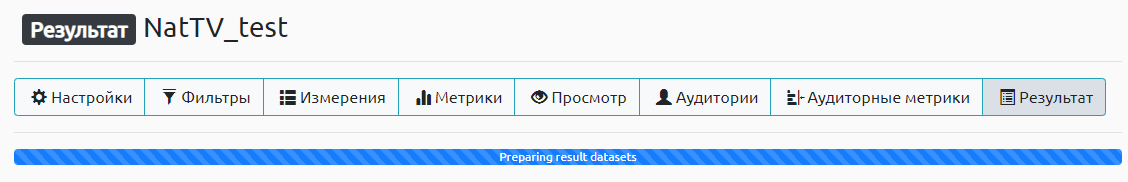 Результат NatTV_test
Настройки Фильтры Измерения Метрики Просмотр Аудитории Аудиторные метрики Результат
Preparing result datasets